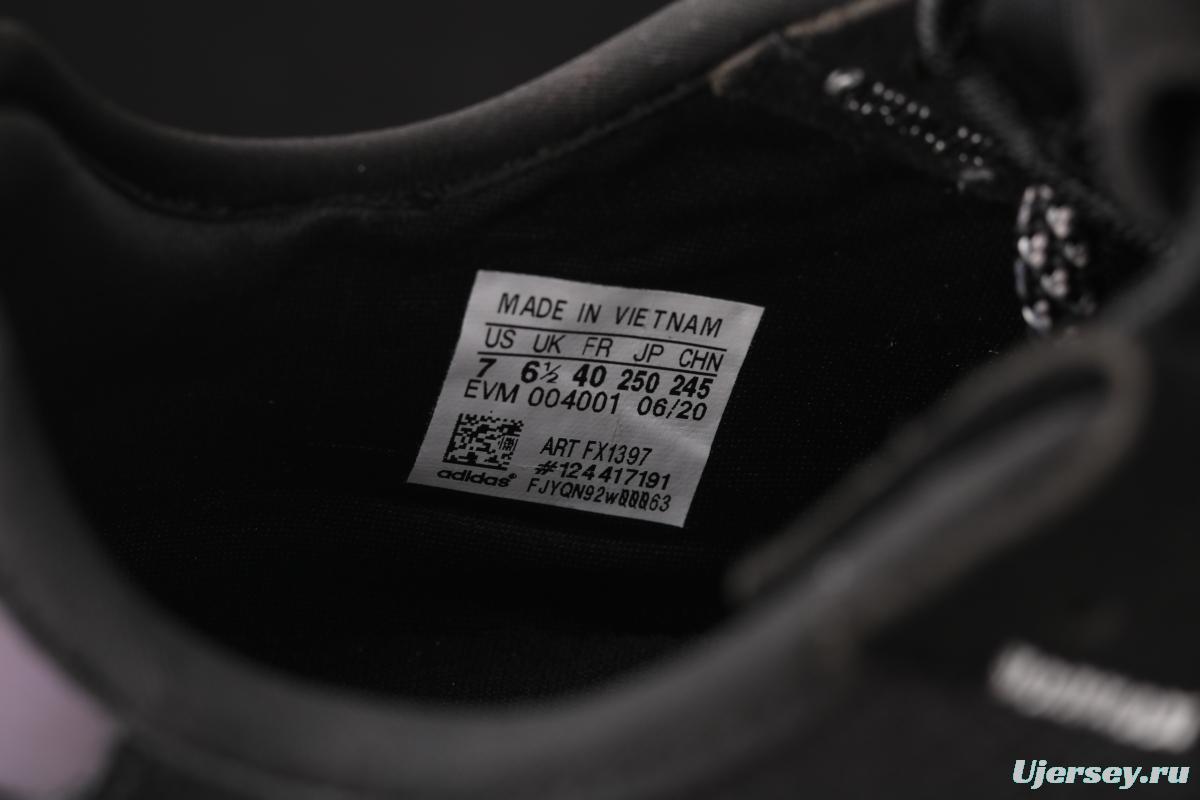 MADE IN VIETNAM
US UK FR JP CHN
7 6½ 40 250 245
EVM 004001 06/20
ART FX1397
#124417191
adidas®
FJYQN92w00063
Ujersey.ru